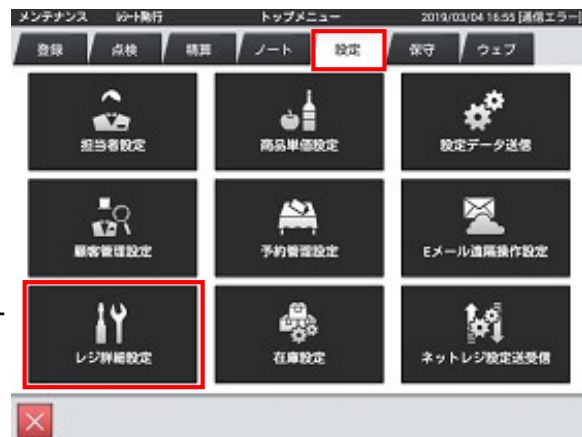 メンテナンス レシート発行 トップメニュー 2019/03/04 16:55 [通信エラー]
登録 点検 精算 ノート 設定 保守 ウェブ
担当者設定 商品単価設定 設定データ送信
顧客管理設定 予約管理設定 Eメール遠隔操作設定
レジ詳細設定 在庫設定 ネットレジ設定送受信